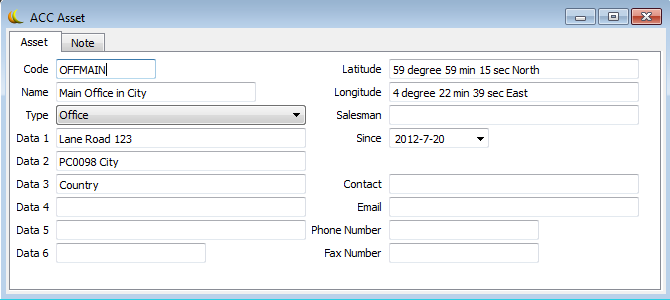 ACC Asset
Asset Note
Code OFFMAIN Latitude 59 degree 59 min 15 sec North
Name Main Office in City Longitude 4 degree 22 min 39 sec East
Type Office Salesman
Data 1 Lane Road 123 Since 2012-7-20
Data 2 PC0098 City
Data 3 Country Contact
Data 4 Email
Data 5 Phone Number
Data 6 Fax Number